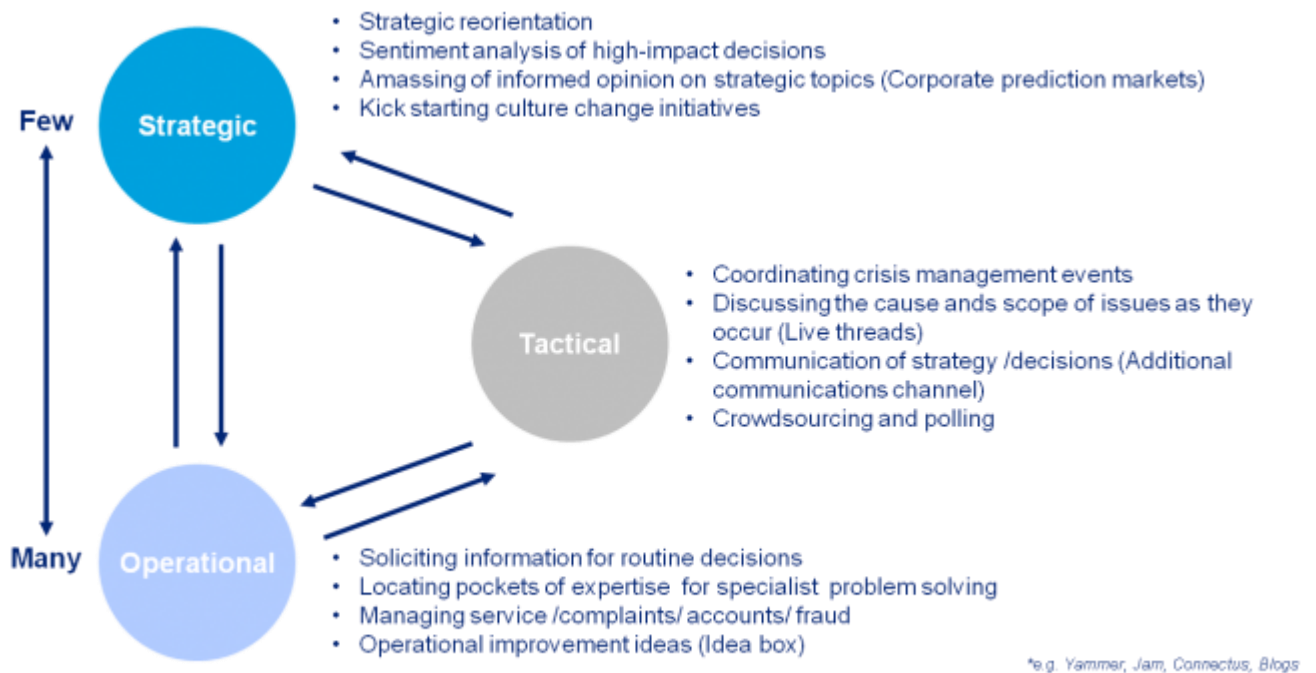 • Strategic reorientation
• Sentiment analysis of high-impact decisions
• Amassing of informed opinion on strategic topics (Corporate prediction markets)
• Kick starting culture change initiatives
Few
Strategic
Tactical
• Coordinating crisis management events
• Discussing the cause ands scope of issues as they
occur (Live threads)
• Communication of strategy /decisions (Additional
communications channel)
• Crowdsourcing and polling
Many
Operational
• Soliciting information for routine decisions
• Locating pockets of expertise for specialist problem solving
• Managing service /complaints/ accounts/ fraud
• Operational improvement ideas (Idea box)
*e.g. Yammer, Jam, Connectus, Blogs